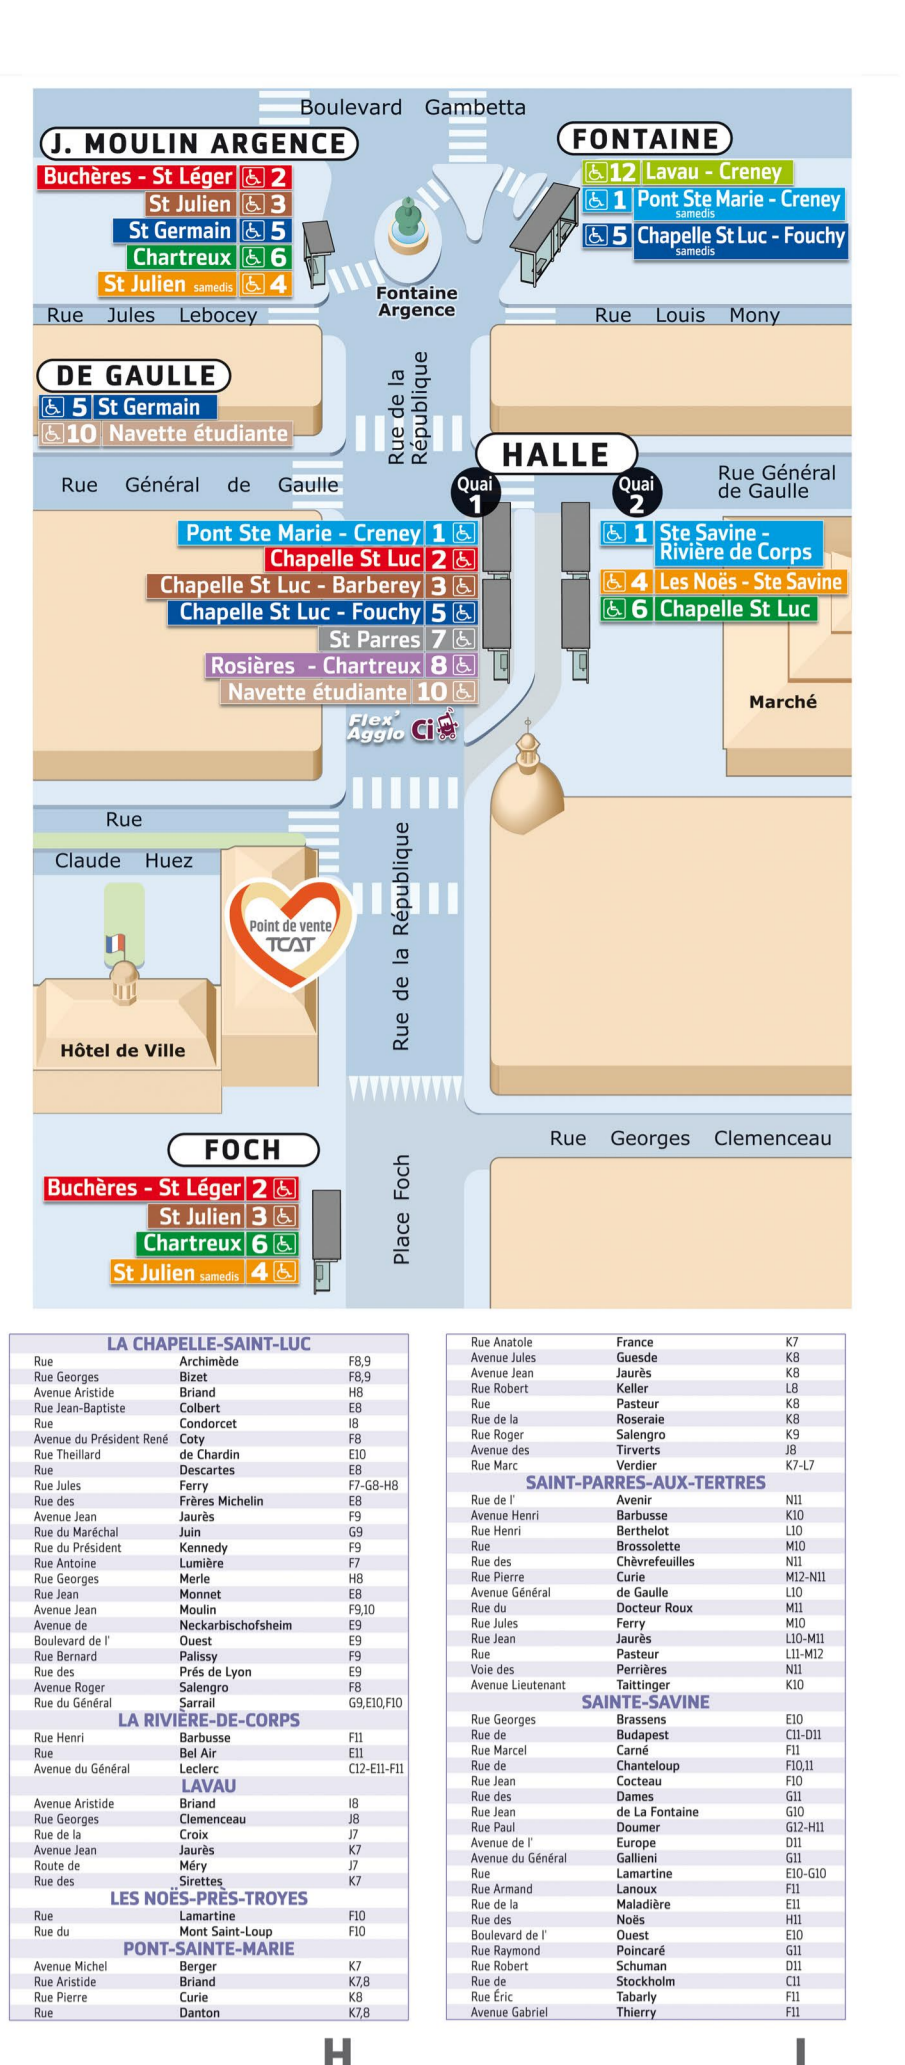 Boulevard Gambetta
J. MOULIN ARGENCE
Buchères - St Léger 2
St Julien 3
St Germain 5
Chartreux 6
St Julien samedis 4
FONTAINE
12 Lavau - Creney
1 Pont Ste Marie - Creney
samedis
5 Chapelle St Luc - Fouchy
samedis
Fontaine
Argence
Rue Jules Lebocey
Rue Louis Mony
DE GAULLE
5 St Germain
10 Navette étudiante
Rue de la
République
HALLE
Rue Général de Gaulle
Quai
1
Quai
2
Rue Général
de Gaulle
Pont Ste Marie - Creney 1
Chapelle St Luc 2
Chapelle St Luc - Barberey 3
Chapelle St Luc - Fouchy 5
St Parres 7
Rosières - Chartreux 8
Navette étudiante 10
1 Ste Savine -
Rivière de Corps
4 Les Noës - Ste Savine
6 Chapelle St Luc
Marché
Flex'
Agglo
Ci
Rue
Claude Huez
Rue de la République
Point de vente
TCAT
Hôtel de Ville
Rue Georges Clemenceau
FOCH
Place Foch
Buchères - St Léger 2
St Julien 3
Chartreux 6
St Julien samedis 4
LA CHAPELLE-SAINT-LUC
Rue Archimède F8,9
Rue Georges Bizet F8,9
Avenue Aristide Briand H8
Rue Jean-Baptiste Colbert E8
Rue Condorcet I8
Avenue du Président René Coty F8
Rue Theillard de Chardin E10
Rue Descartes E8
Rue Jules Ferry F7-G8-H8
Rue des Frères Michelin E8
Avenue Jean Jaurès F9
Rue du Maréchal Juin G9
Rue du Président Kennedy F9
Rue Antoine Lumière F7
Rue Georges Merle H8
Rue Jean Monnet E8
Avenue Jean Moulin F9,10
Avenue de Neckarbischofsheim E9
Boulevard de l' Ouest E9
Rue Bernard Palissy F9
Rue des Prés de Lyon E9
Avenue Roger Salengro F8
Rue du Général Sarrail G9,E10,F10
LA RIVIÈRE-DE-CORPS
Rue Henri Barbusse F11
Rue Bel Air E11
Avenue du Général Leclerc C12-E11-F11
LAVAU
Avenue Aristide Briand I8
Rue Georges Clemenceau J8
Rue de la Croix J7
Avenue Jean Jaurès K7
Route de Méry J7
Rue des Sirettes K7
LES NOËS-PRÈS-TROYES
Rue Lamartine F10
Rue du Mont Saint-Loup F10
PONT-SAINTE-MARIE
Avenue Michel Berger K7
Rue Aristide Briand K7,8
Rue Pierre Curie K8
Rue Danton K7,8
Rue Anatole France K7
Avenue Jules Guesde K8
Avenue Jean Jaurès K8
Rue Robert Keller L8
Rue Pasteur K8
Rue de la Roseraie K8
Rue Roger Salengro K9
Avenue des Tirverts J8
Rue Marc Verdier K7-L7
SAINT-PARRES-AUX-TERTRES
Rue de l' Avenir N11
Avenue Henri Barbusse K10
Rue Henri Berthelot L10
Rue Brossolette M10
Rue des Chèvrefeuilles N11
Rue Pierre Curie M12-N11
Avenue Général de Gaulle L10
Rue du Docteur Roux M11
Rue Jules Ferry M10
Rue Jean Jaurès L10-M11
Rue Pasteur L11-M12
Voie des Perrières N11
Avenue Lieutenant Taittinger K10
SAINTE-SAVINE
Rue Georges Brassens E10
Rue de Budapest C11-D11
Rue Marcel Carné F11
Rue de Chanteloup F10,11
Rue Jean Cocteau F10
Rue des Dames G11
Rue Jean de La Fontaine G10
Rue Paul Doumer G12-H11
Avenue de l' Europe D11
Avenue du Général Gallieni G11
Rue Lamartine E10-G10
Rue Armand Lanoux F11
Rue de la Maladière E11
Rue des Noës H11
Boulevard de l' Ouest E10
Rue Raymond Poincaré G11
Rue Robert Schuman D11
Rue de Stockholm C11
Rue Éric Tabarly F11
Avenue Gabriel Thierry F11
H